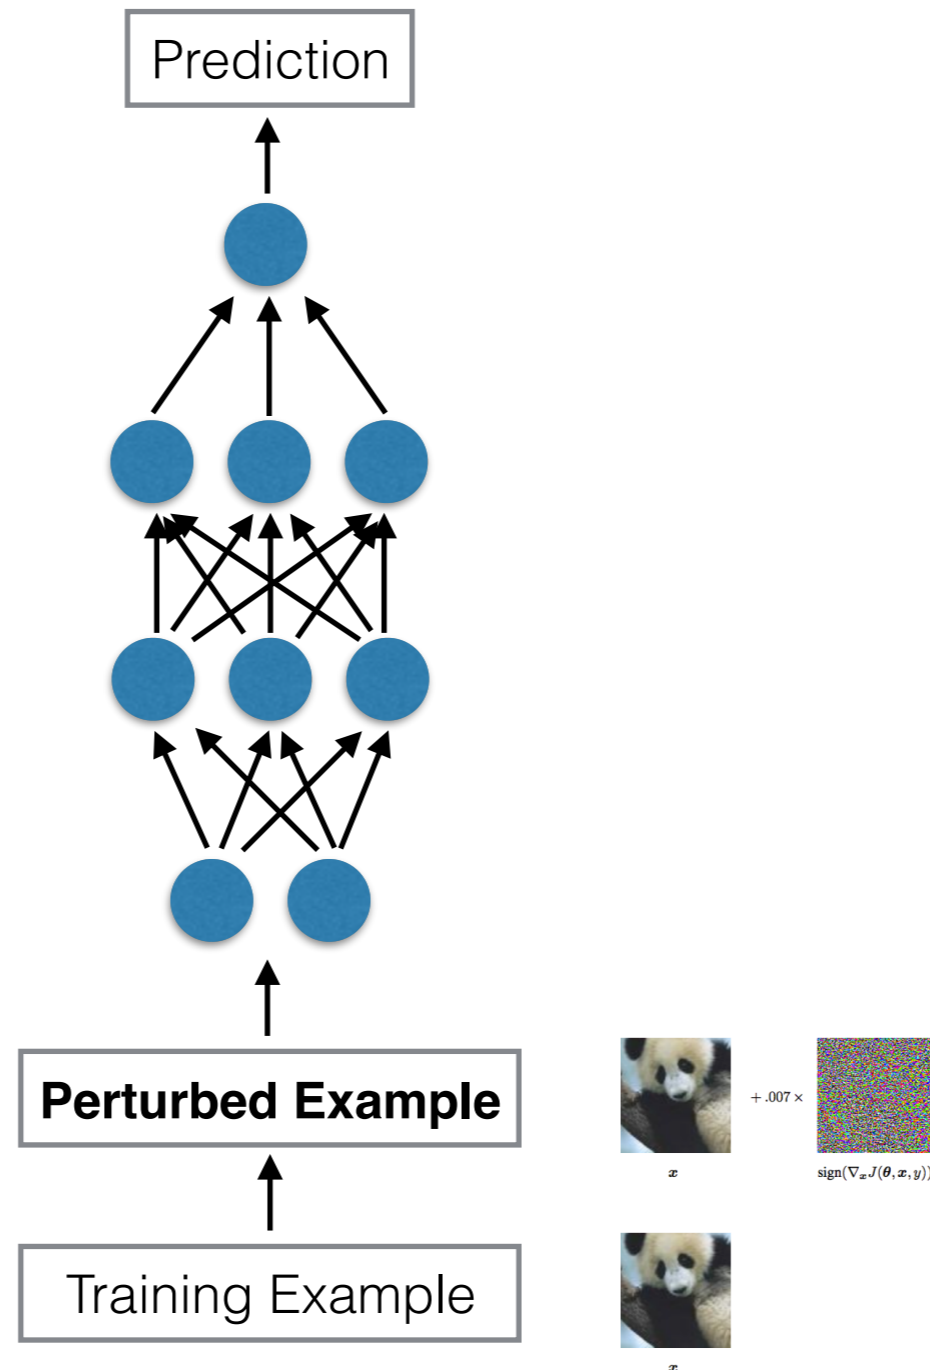 Prediction
Perturbed Example
+ .007 ×
x
sign(∇ₓJ(θ, x, y))
Training Example
x